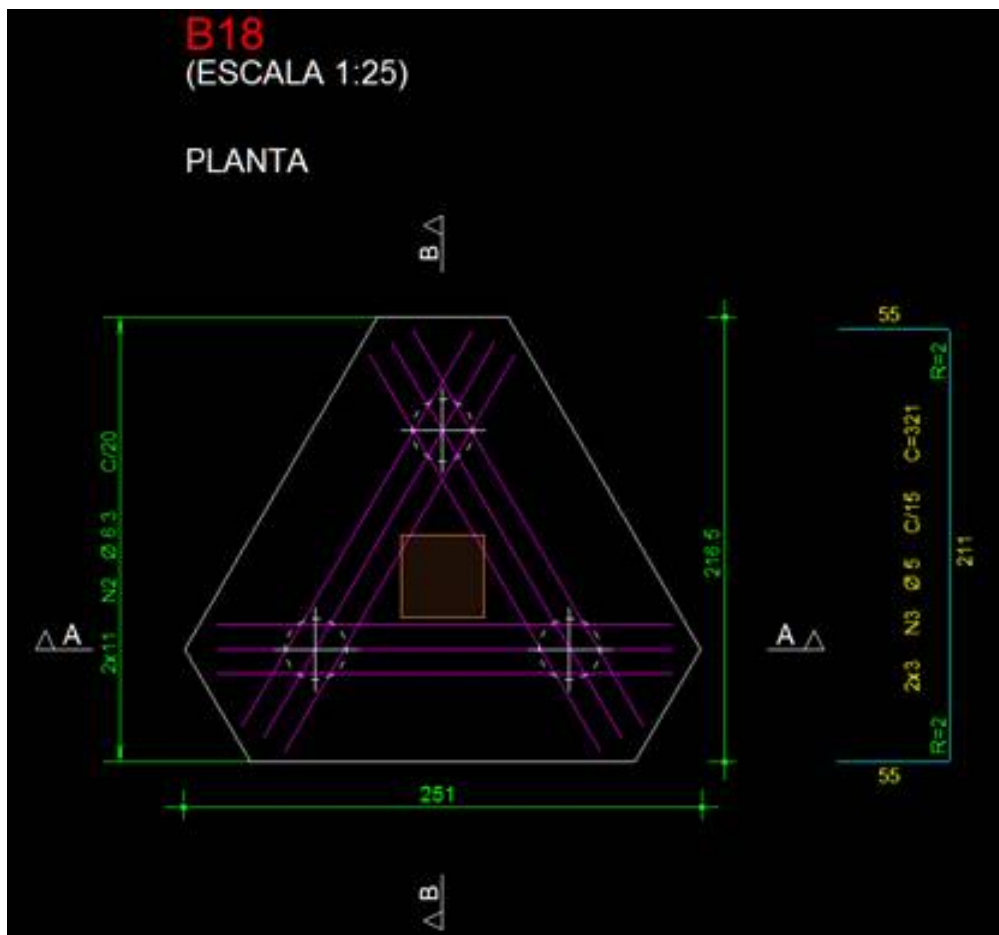 B18
(ESCALA 1:25)
PLANTA
B
2x11 N2 Ø 6.3 C/20
A
A
216.5
251
B
55
R=2
2x3 N3 Ø 5 C/15 C=321
211
R=2
55